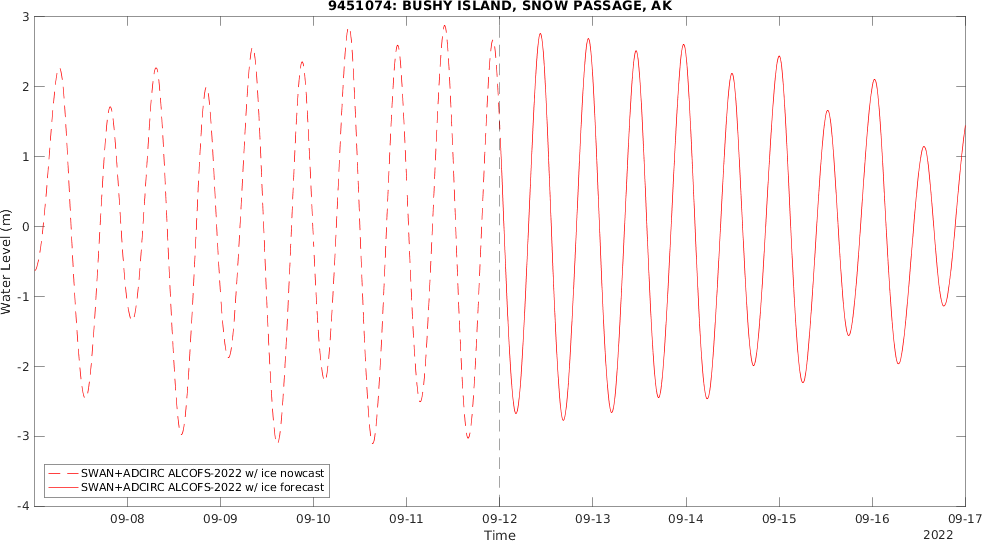 9451074: BUSHY ISLAND, SNOW PASSAGE, AK
Water Level (m)
3
2
1
0
-1
-2
-3
-4
SWAN+ADCIRC ALCOFS-2022 w/ ice nowcast
SWAN+ADCIRC ALCOFS-2022 w/ ice forecast
09-08 09-09 09-10 09-11 09-12 09-13 09-14 09-15 09-16 09-17
Time
2022